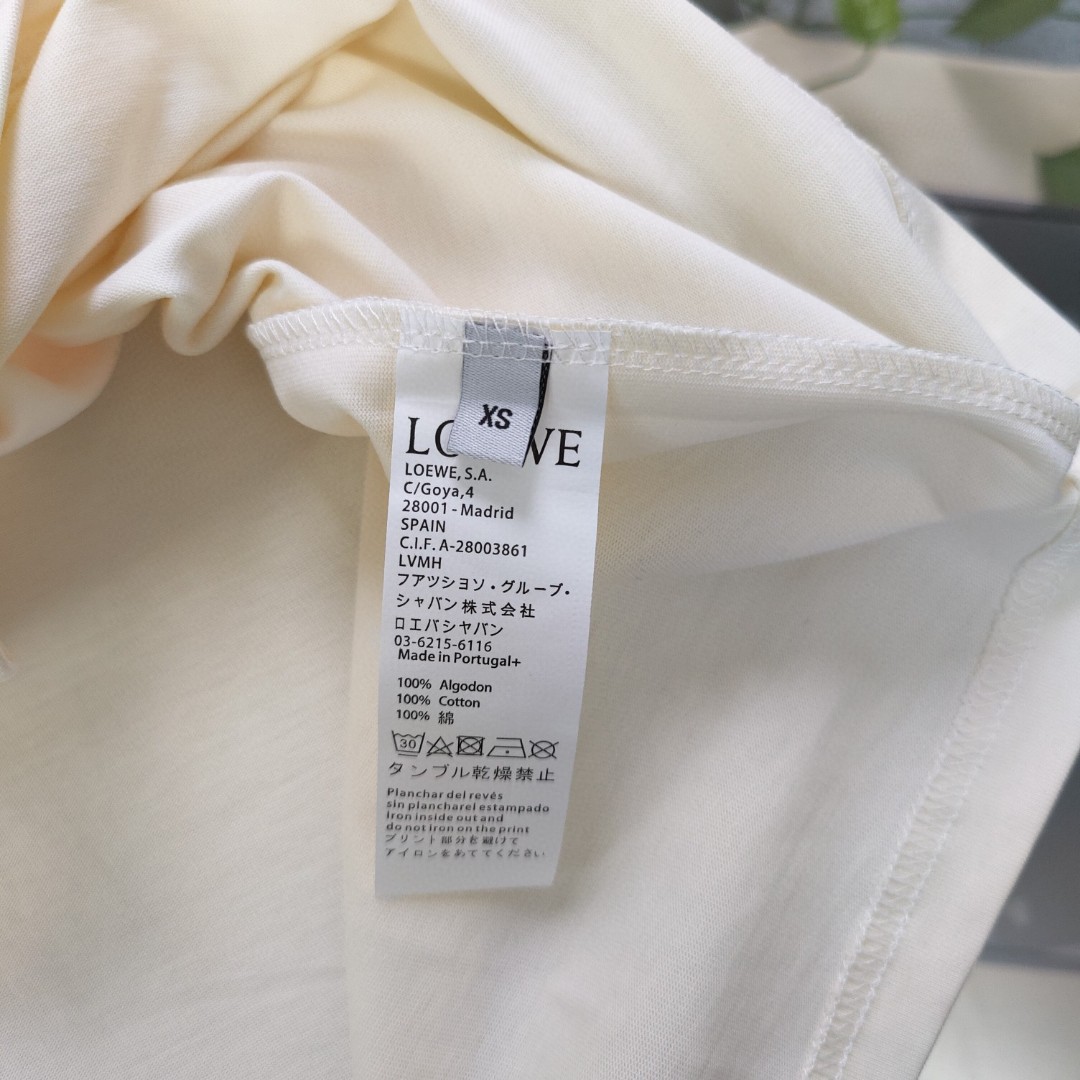 XS
LOEWE
LOEWE, S.A.
C/Goya,4
28001 - Madrid
SPAIN
C.I.F. A-28003861
LVMH
フアツショソ・グループ・
シャパン株式会社
ロエバシヤバン
03-6215-6116
Made in Portugal+
100% Algodon
100% Cotton
100% 綿
30
タンブル乾燥禁止
Planchar del revés
sin plancharel estampado
iron inside out and
do not iron on the print
プリント部分を避けて
アイロンをあててください